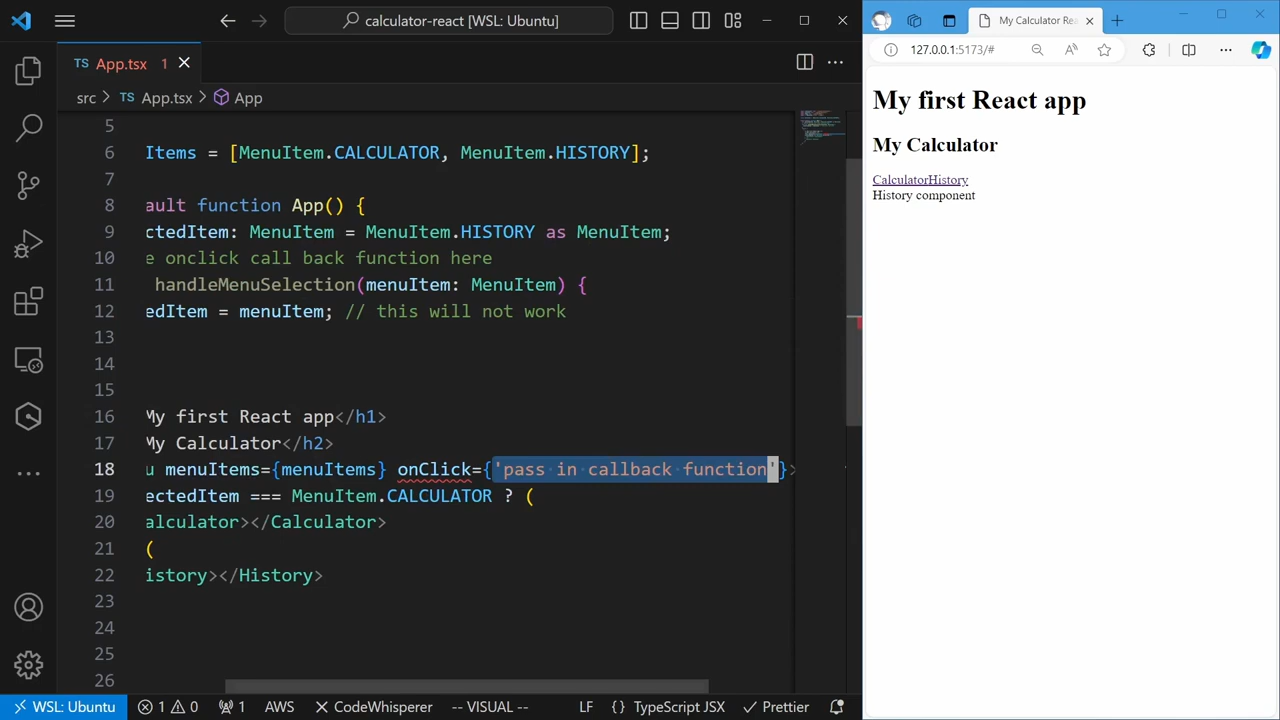 calculator-react [WSL: Ubuntu]
TS App.tsx 1
src > TS App.tsx > App
5
6 Items = [MenuItem.CALCULATOR, MenuItem.HISTORY];
7
8 ault function App() {
9 ctedItem: MenuItem = MenuItem.HISTORY as MenuItem;
10 e onclick call back function here
11 handleMenuSelection(menuItem: MenuItem) {
12 edItem = menuItem; // this will not work
13
14
15
16 My first React app</h1>
17 My Calculator</h2>
18 u menuItems={menuItems} onClick={'pass in callback function'}>
19 ectedItem === MenuItem.CALCULATOR ? (
20 alculator></Calculator>
21 (
22 istory></History>
23
24
25
26
WSL: Ubuntu 1 0 1 AWS CodeWhisperer -- VISUAL -- LF {} TypeScript JSX Prettier
My Calculator Rea
127.0.0.1:5173/#
My first React app
My Calculator
CalculatorHistory
History component